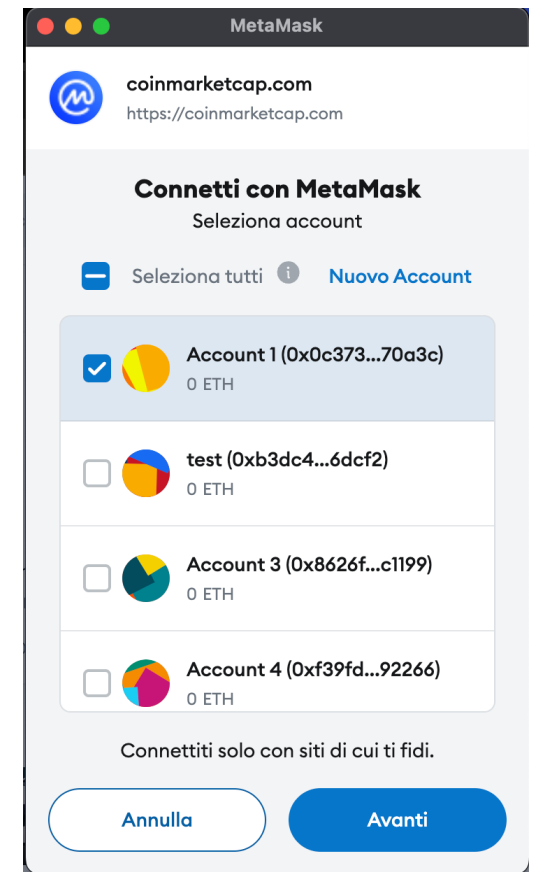 MetaMask
coinmarketcap.com
https://coinmarketcap.com
Connetti con MetaMask
Seleziona account
Seleziona tutti Nuovo Account
Account 1 (0x0c373...70a3c)
0 ETH
test (0xb3dc4...6dcf2)
0 ETH
Account 3 (0x8626f...c1199)
0 ETH
Account 4 (0xf39fd...92266)
0 ETH
Connettiti solo con siti di cui ti fidi.
Annulla Avanti